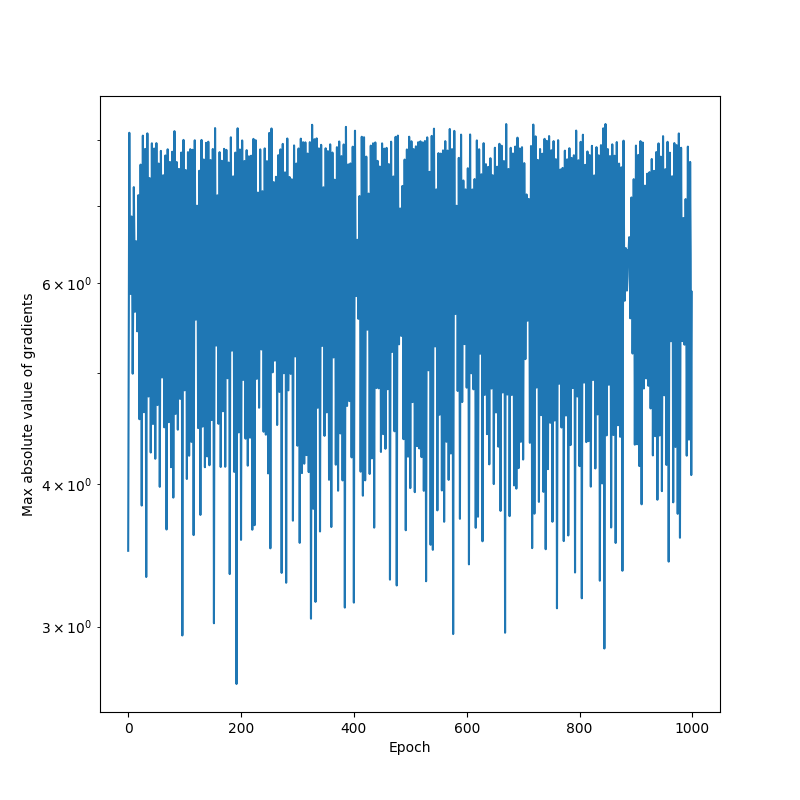 Max absolute value of gradients
6 × 10⁰
4 × 10⁰
3 × 10⁰
0 200 400 600 800 1000
Epoch